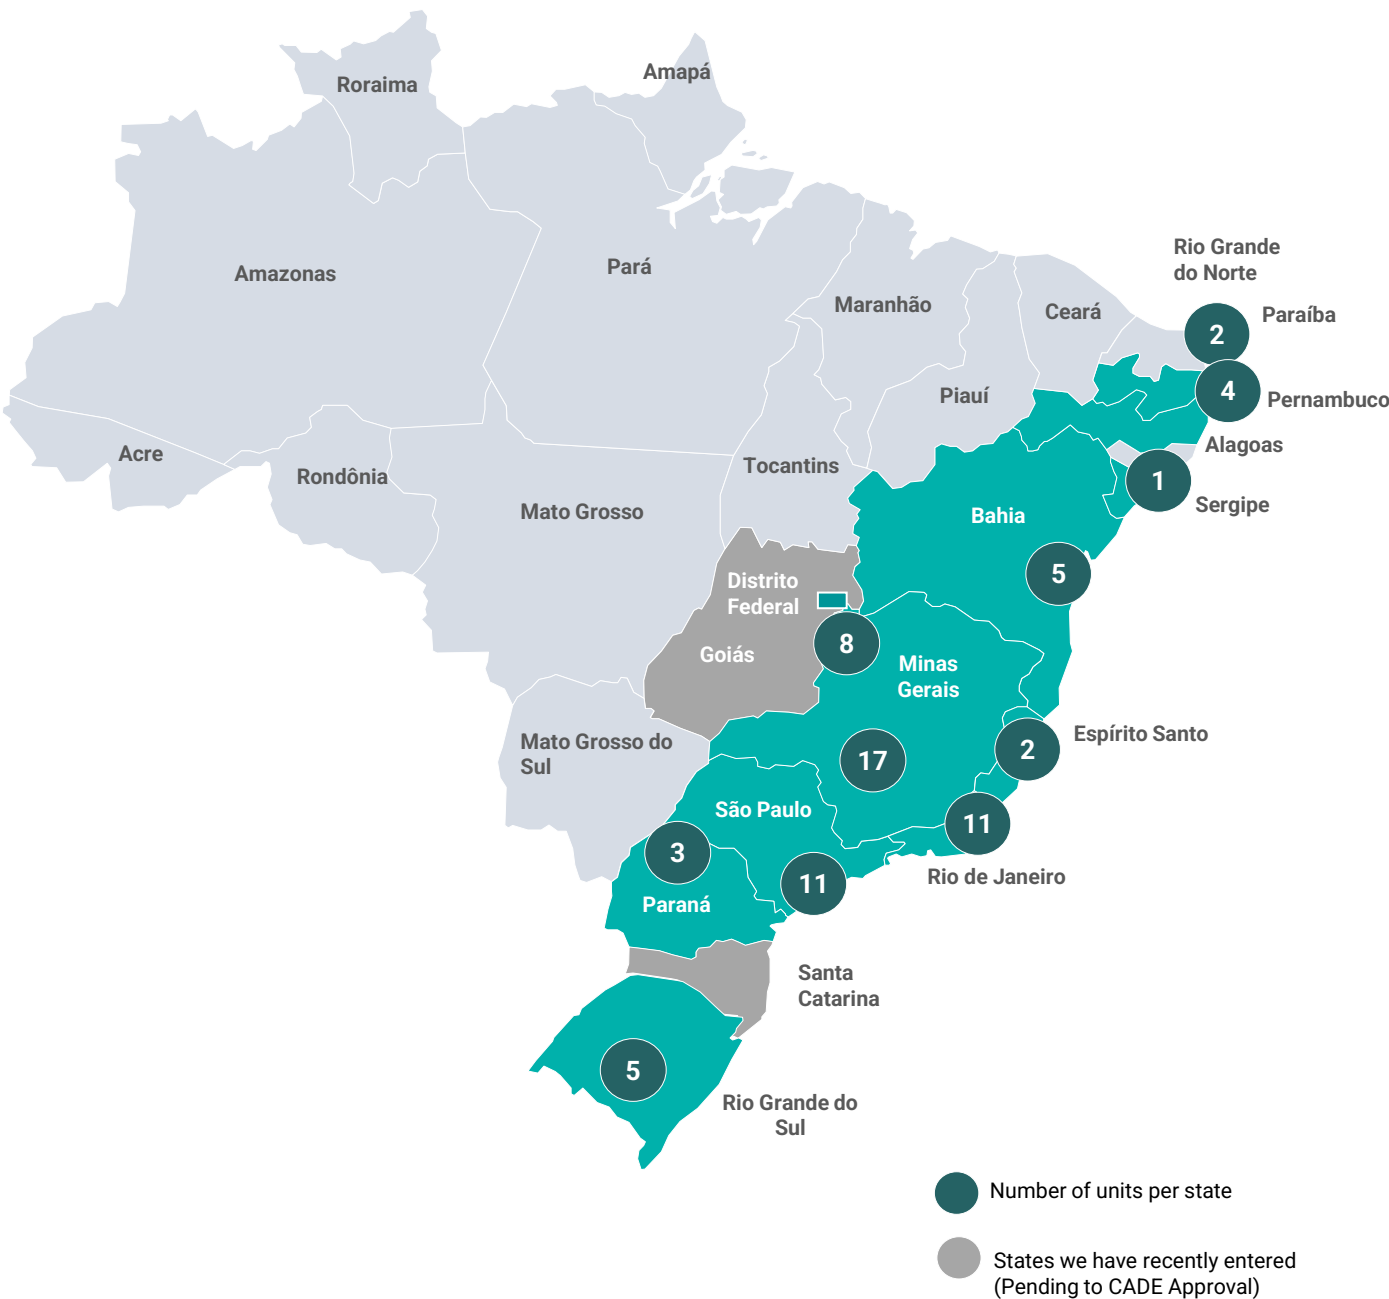 Roraima
Amapá
Rio Grande
do Norte
Amazonas
Pará
Maranhão
Ceará
2
Paraíba
Piauí
4
Pernambuco
Acre
Rondônia
Tocantins
Alagoas
1
Sergipe
Mato Grosso
Bahia
5
Distrito
Federal
8
Goiás
Minas
Gerais
Mato Grosso do
Sul
17
2
Espírito Santo
São Paulo
11
3
11
Rio de Janeiro
Paraná
Santa
Catarina
5
Rio Grande do
Sul
Number of units per state
States we have recently entered
(Pending to CADE Approval)